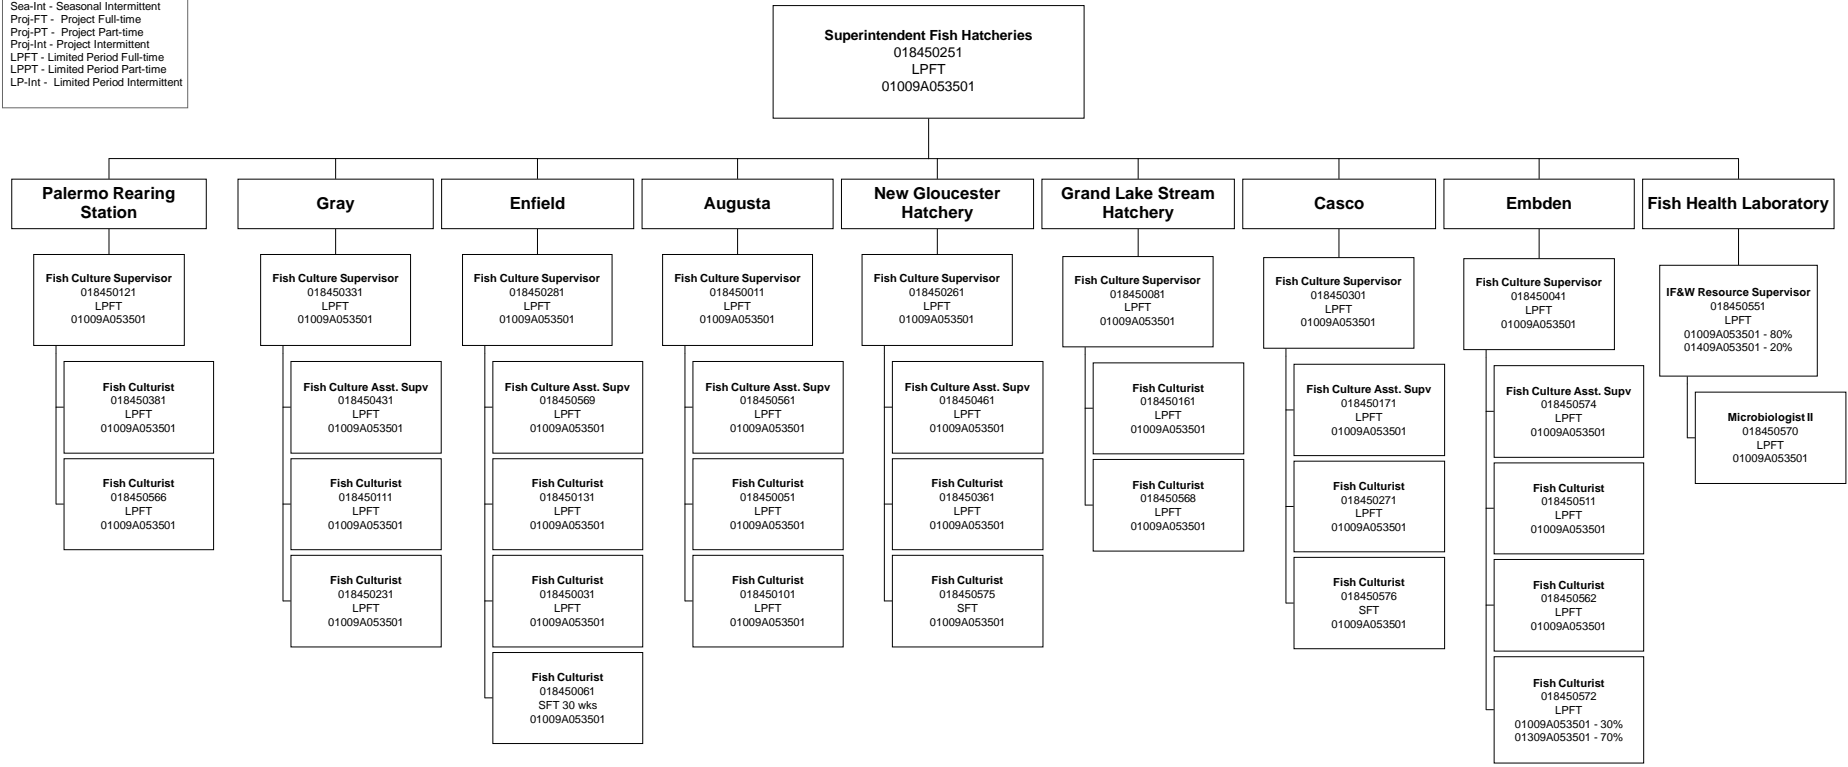 Sea-Int - Seasonal Intermittent
Proj-FT - Project Full-time
Proj-PT - Project Part-time
Proj-Int - Project Intermittent
LPFT - Limited Period Full-time
LPPT - Limited Period Part-time
LP-Int - Limited Period Intermittent
Superintendent Fish Hatcheries
018450251
LPFT
01009A053501
Palermo Rearing
Station
Fish Culture Supervisor
018450121
LPFT
01009A053501
Fish Culturist
018450381
LPFT
01009A053501
Fish Culturist
018450566
LPFT
01009A053501
Gray
Fish Culture Supervisor
018450331
LPFT
01009A053501
Fish Culture Asst. Supv
018450431
LPFT
01009A053501
Fish Culturist
018450111
LPFT
01009A053501
Fish Culturist
018450231
LPFT
01009A053501
Enfield
Fish Culture Supervisor
018450281
LPFT
01009A053501
Fish Culture Asst. Supv
018450569
LPFT
01009A053501
Fish Culturist
018450131
LPFT
01009A053501
Fish Culturist
018450031
LPFT
01009A053501
Fish Culturist
018450061
SFT 30 wks
01009A053501
Augusta
Fish Culture Supervisor
018450011
LPFT
01009A053501
Fish Culture Asst. Supv
018450561
LPFT
01009A053501
Fish Culturist
018450051
LPFT
01009A053501
Fish Culturist
018450101
LPFT
01009A053501
New Gloucester
Hatchery
Fish Culture Supervisor
018450261
LPFT
01009A053501
Fish Culture Asst. Supv
018450461
LPFT
01009A053501
Fish Culturist
018450361
LPFT
01009A053501
Fish Culturist
018450575
SFT
01009A053501
Grand Lake Stream
Hatchery
Fish Culture Supervisor
018450081
LPFT
01009A053501
Fish Culturist
018450161
LPFT
01009A053501
Fish Culturist
018450568
LPFT
01009A053501
Casco
Fish Culture Supervisor
018450301
LPFT
01009A053501
Fish Culture Asst. Supv
018450171
LPFT
01009A053501
Fish Culturist
018450271
LPFT
01009A053501
Fish Culturist
018450576
SFT
01009A053501
Embden
Fish Culture Supervisor
018450041
LPFT
01009A053501
Fish Culture Asst. Supv
018450574
LPFT
01009A053501
Fish Culturist
018450511
LPFT
01009A053501
Fish Culturist
018450562
LPFT
01009A053501
Fish Culturist
018450572
LPFT
01009A053501 - 30%
01309A053501 - 70%
Fish Health Laboratory
IF&W Resource Supervisor
018450551
LPFT
01009A053501 - 80%
01409A053501 - 20%
Microbiologist II
018450570
LPFT
01009A053501